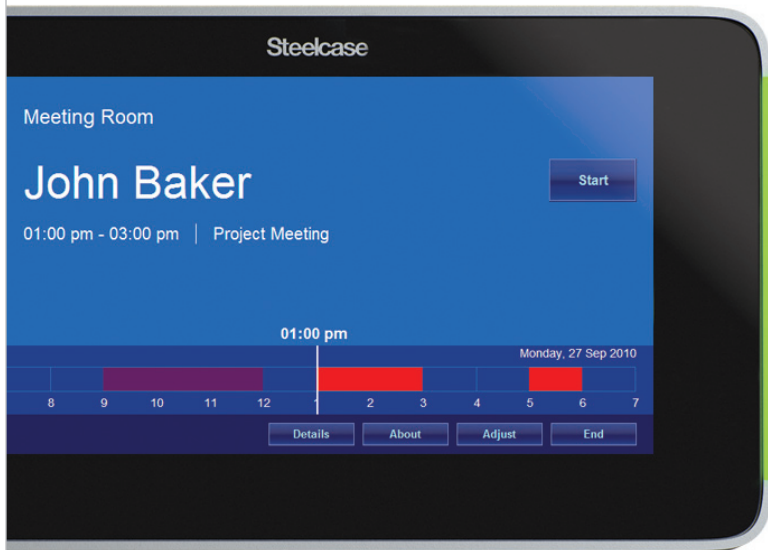 Steelcase
Meeting Room
John Baker
Start
01:00 pm - 03:00 pm | Project Meeting
01:00 pm
Monday, 27 Sep 2010
8 9 10 11 12 1 2 3 4 5 6 7
Details About Adjust End